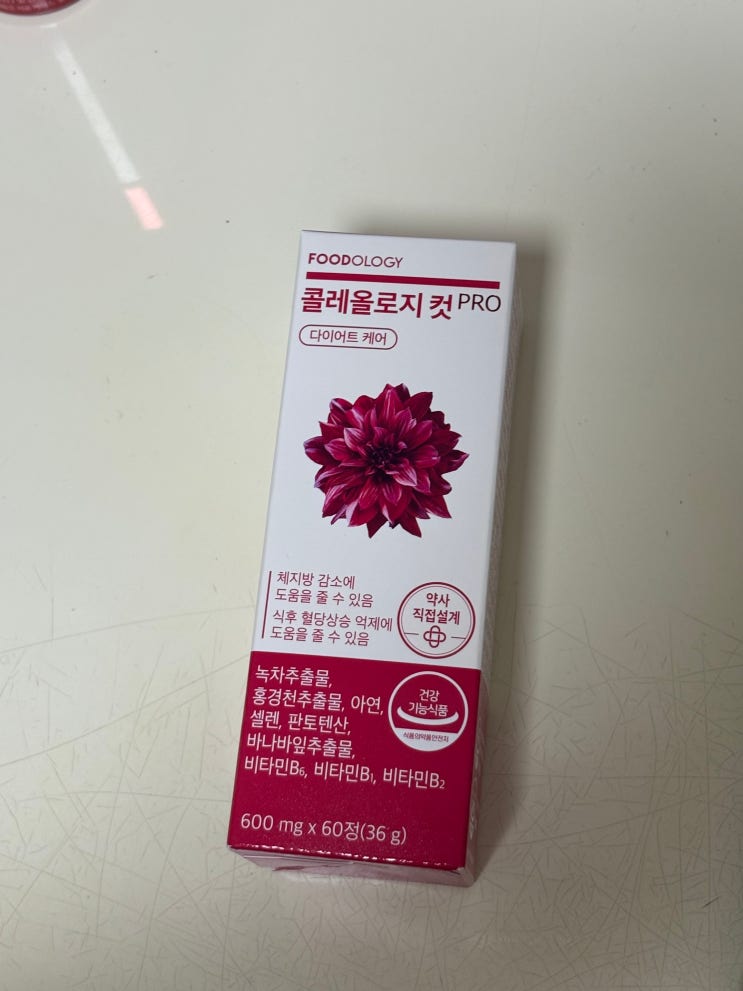 FOODOLOGY
콜레올로지 컷 PRO
다이어트 케어
체지방 감소에
도움을 줄 수 있음
식후 혈당상승 억제에
도움을 줄 수 있음
약사
직접설계
녹차추출물,
홍경천추출물, 아연,
셀렌, 판토텐산,
바나바잎추출물,
비타민B₆, 비타민B₁, 비타민B₂
건강
기능식품
식품의약품안전처
600 mg x 60정(36 g)